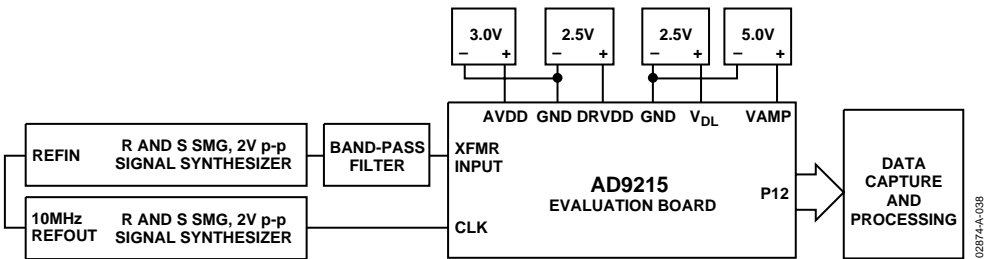 3.0V
– +
2.5V
– +
2.5V
– +
5.0V
– +
AVDD GND DRVDD GND VDL VAMP
REFIN
R AND S SMG, 2V p-p
SIGNAL SYNTHESIZER
BAND-PASS
FILTER
XFMR
INPUT
10MHz
REFOUT
R AND S SMG, 2V p-p
SIGNAL SYNTHESIZER
CLK
AD9215
EVALUATION BOARD
P12
DATA
CAPTURE
AND
PROCESSING
02874-A-038